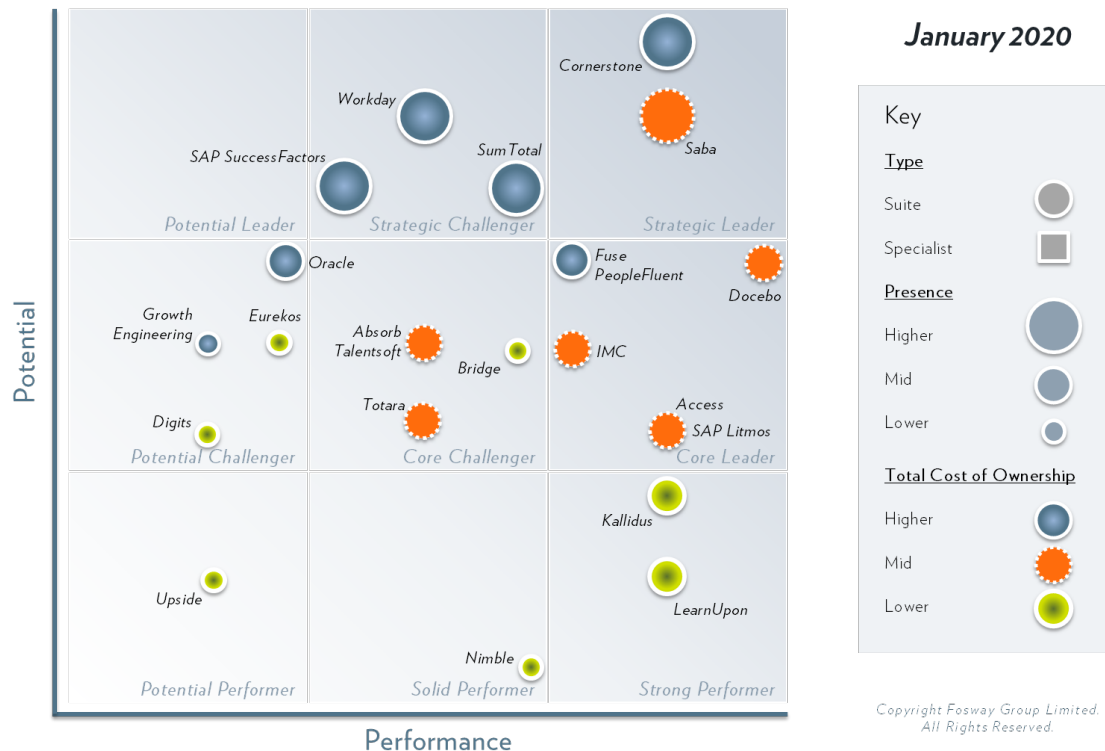 January 2020
Cornerstone
Workday
SAP SuccessFactors
SumTotal
Saba
Potential Leader
Strategic Challenger
Strategic Leader
Oracle
Fuse
PeopleFluent
Docebo
Growth
Engineering
Eurekos
Absorb
Talentsoft
Bridge
IMC
Totara
Access
SAP Litmos
Digits
Potential Challenger
Core Challenger
Core Leader
Kallidus
Upside
LearnUpon
Nimble
Potential Performer
Solid Performer
Strong Performer
Potential
Performance
Key
Type
Suite
Specialist
Presence
Higher
Mid
Lower
Total Cost of Ownership
Higher
Mid
Lower
Copyright Fosway Group Limited.
All Rights Reserved.